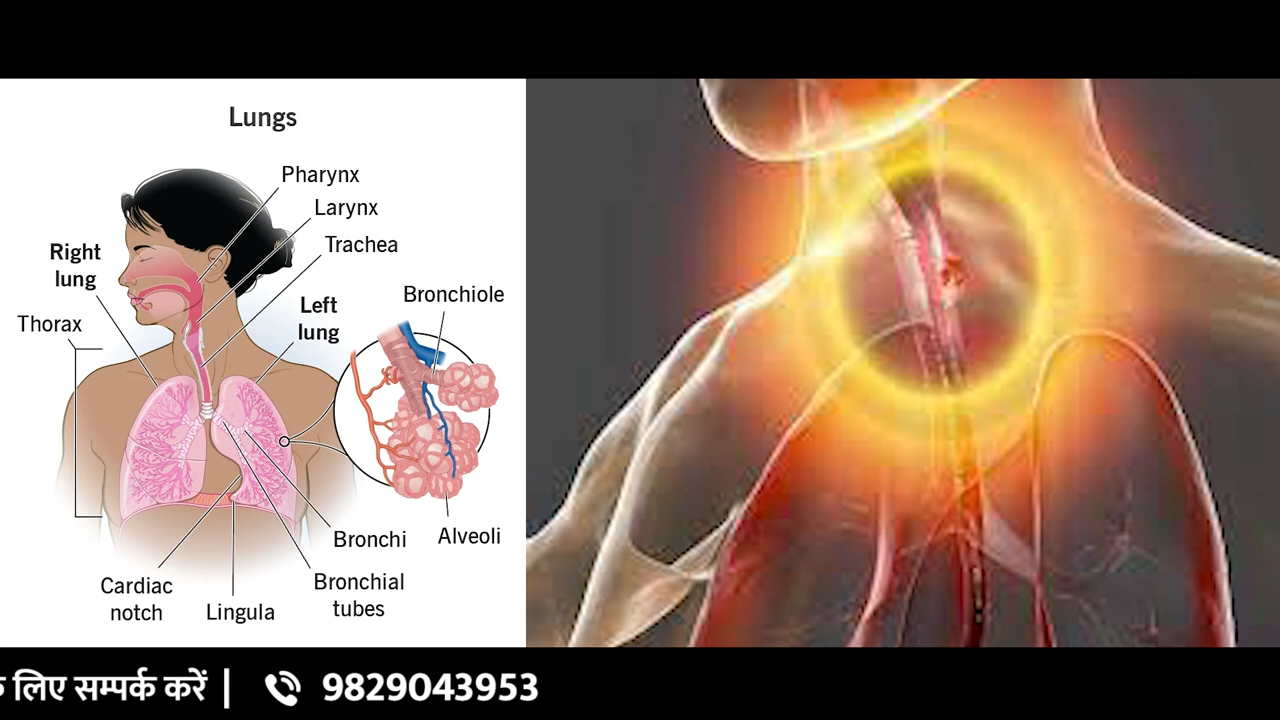 Lungs
Pharynx
Larynx
Trachea
Right
lung
Left
lung
Thorax
Bronchiole
Bronchi
Alveoli
Cardiac
notch
Lingula
Bronchial
tubes
लिए सम्पर्क करें | 9829043953